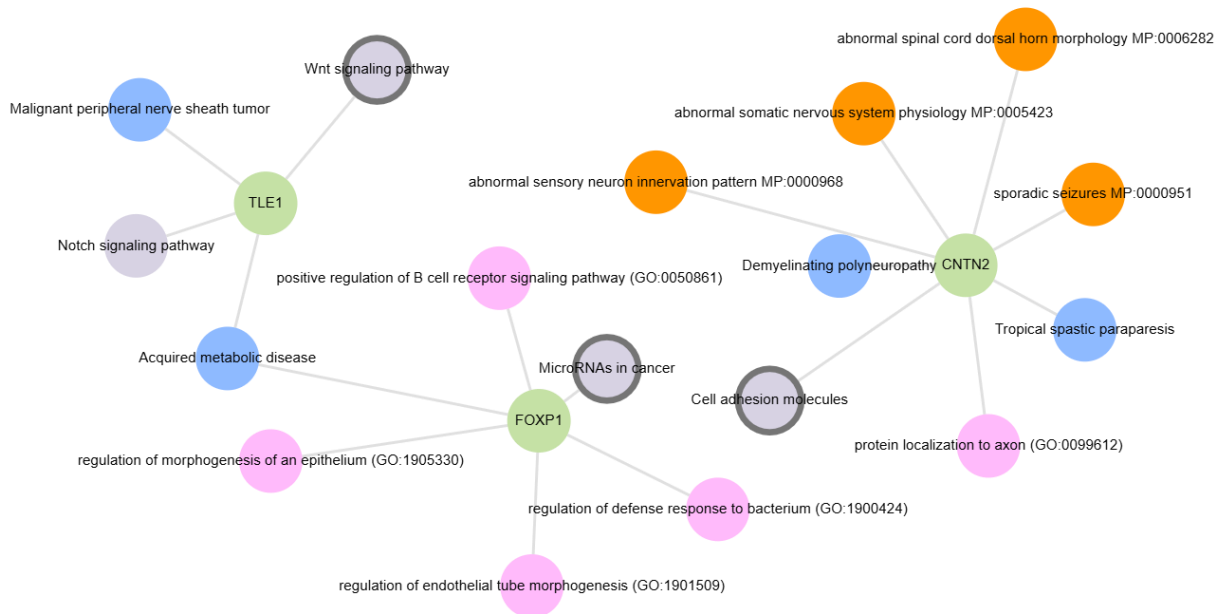 abnormal spinal cord dorsal horn morphology MP:0006282
Wnt signaling pathway
Malignant peripheral nerve sheath tumor
abnormal somatic nervous system physiology MP:0005423
abnormal sensory neuron innervation pattern MP:0000968
sporadic seizures MP:0000951
TLE1
Notch signaling pathway
positive regulation of B cell receptor signaling pathway (GO:0050861)
Demyelinating polyneuropathy
CNTN2
Tropical spastic paraparesis
Acquired metabolic disease
MicroRNAs in cancer
Cell adhesion molecules
FOXP1
protein localization to axon (GO:0099612)
regulation of morphogenesis of an epithelium (GO:1905330)
regulation of defense response to bacterium (GO:1900424)
regulation of endothelial tube morphogenesis (GO:1901509)